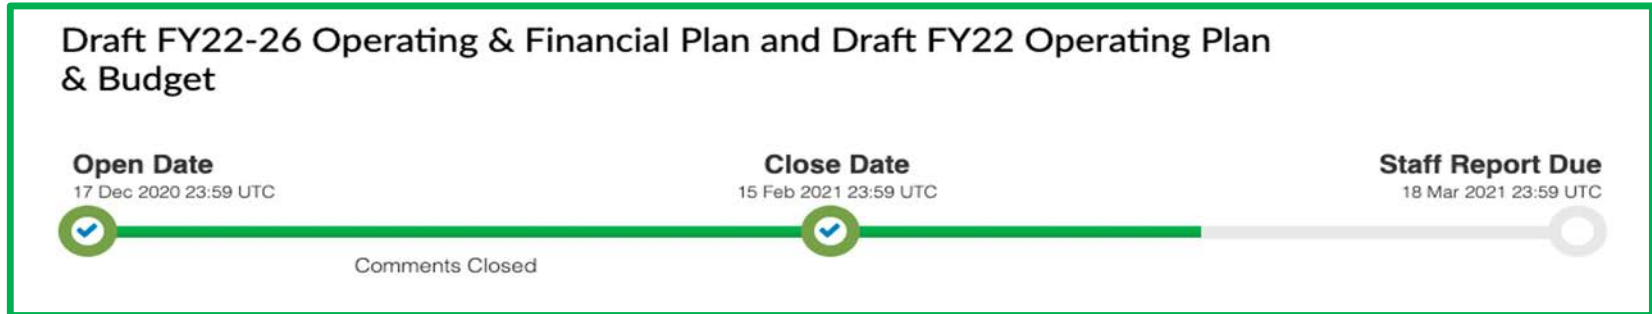 Draft FY22-26 Operating & Financial Plan and Draft FY22 Operating Plan
& Budget
Open Date
17 Dec 2020 23:59 UTC
Close Date
15 Feb 2021 23:59 UTC
Staff Report Due
18 Mar 2021 23:59 UTC
Comments Closed